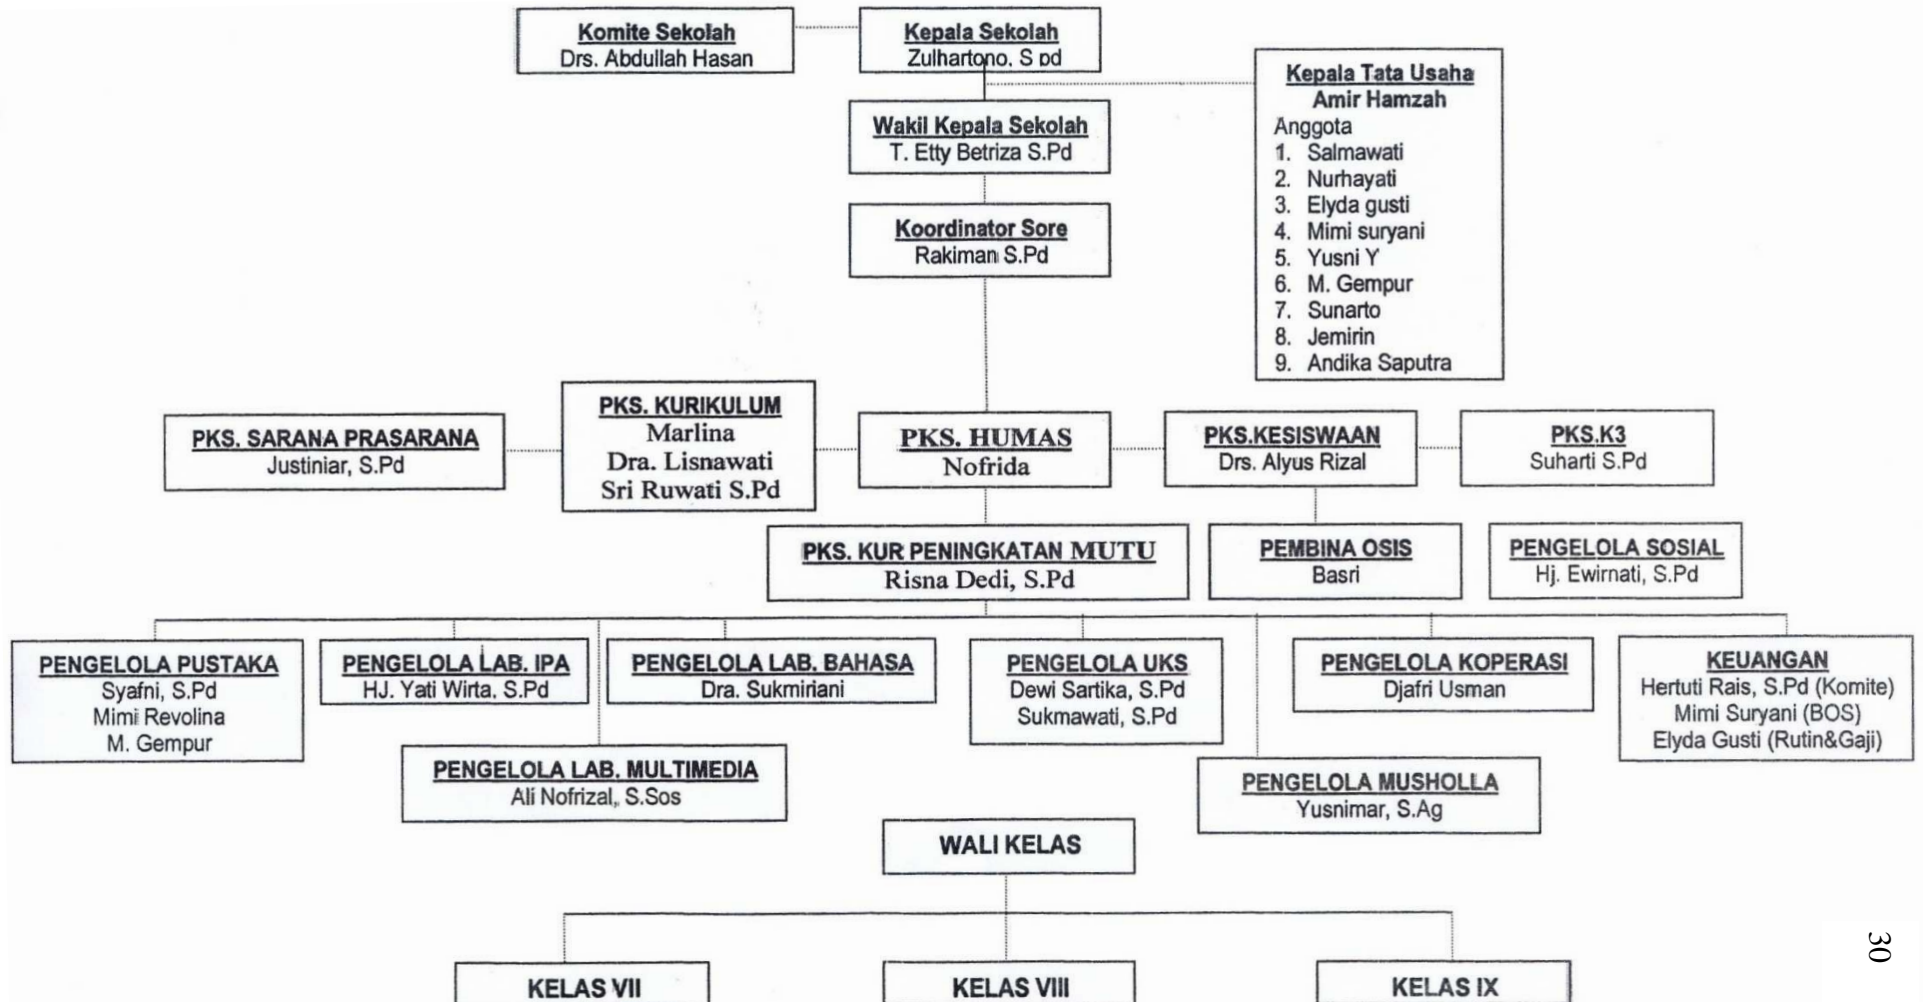 Komite Sekolah
Drs. Abdullah Hasan
Kepala Sekolah
Zulhartono, S pd
Kepala Tata Usaha
Amir Hamzah
Anggota
1. Salmawati
2. Nurhayati
3. Elyda gusti
4. Mimi suryani
5. Yusni Y
6. M. Gempur
7. Sunarto
8. Jemirin
9. Andika Saputra
Wakil Kepala Sekolah
T. Etty Betriza S.Pd
Koordinator Sore
Rakiman S.Pd
PKS. SARANA PRASARANA
Justiniar, S.Pd
PKS. KURIKULUM
Marlina
Dra. Lisnawati
Sri Ruwati S.Pd
PKS. HUMAS
Nofrida
PKS.KESISWAAN
Drs. Alyus Rizal
PKS.K3
Suharti S.Pd
PKS. KUR PENINGKATAN MUTU
Risna Dedi, S.Pd
PEMBINA OSIS
Basri
PENGELOLA SOSIAL
Hj. Ewirnati, S.Pd
PENGELOLA PUSTAKA
Syafni, S.Pd
Mimi Revolina
M. Gempur
PENGELOLA LAB. IPA
HJ. Yati Wirta, S.Pd
PENGELOLA LAB. BAHASA
Dra. Sukmiriani
PENGELOLA UKS
Dewi Sartika, S.Pd
Sukmawati, S.Pd
PENGELOLA KOPERASI
Djafri Usman
KEUANGAN
Hertuti Rais, S.Pd (Komite)
Mimi Suryani (BOS)
Elyda Gusti (Rutin&Gaji)
PENGELOLA LAB. MULTIMEDIA
Ali Nofrizal, S.Sos
PENGELOLA MUSHOLLA
Yusnimar, S.Ag
WALI KELAS
KELAS VII
KELAS VIII
KELAS IX
30